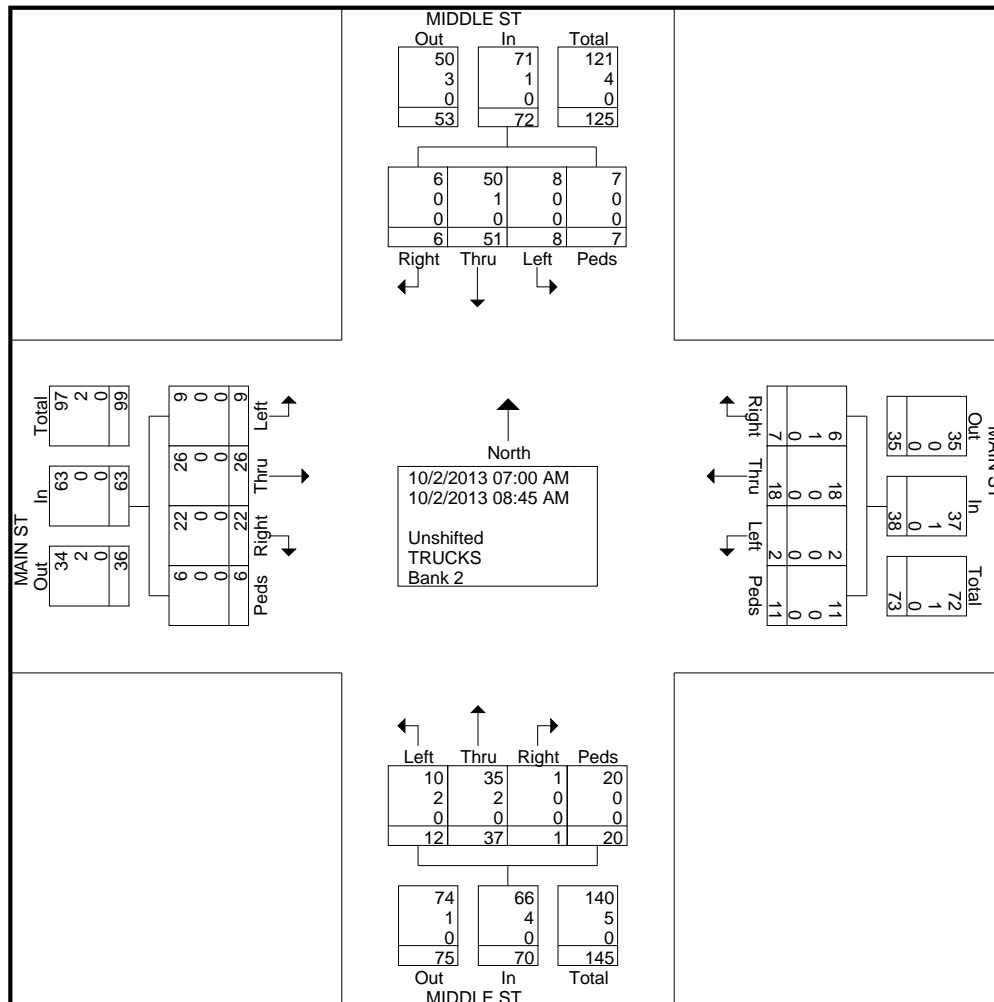 MIDDLE ST
Out In Total
50 71 121
3 1 4
0 0 0
53 72 125
6 50 8 7
0 1 0 0
0 0 0 0
6 51 8 7
Right Thru Left Peds
MAIN ST
Total
97 2 0 99
In
63 0 0 63
Out
34 2 0 36
9 0 0 9
Left
26 0 0 26
Thru
22 0 0 22
Right
6 0 0 6
Peds
North
10/2/2013 07:00 AM
10/2/2013 08:45 AM
Unshifted
TRUCKS
Bank 2
Right
6 1 0 7
Thru
18 0 0 18
Left
2 0 0 2
Peds
11 0 0 11
MAIN ST
Out
35 0 0 35
In
37 1 0 38
Total
72 1 0 73
Left Thru Right Peds
10 35 1 20
2 2 0 0
0 0 0 0
12 37 1 20
74 66 140
1 4 5
0 0 0
75 70 145
Out In Total
MIDDLE ST